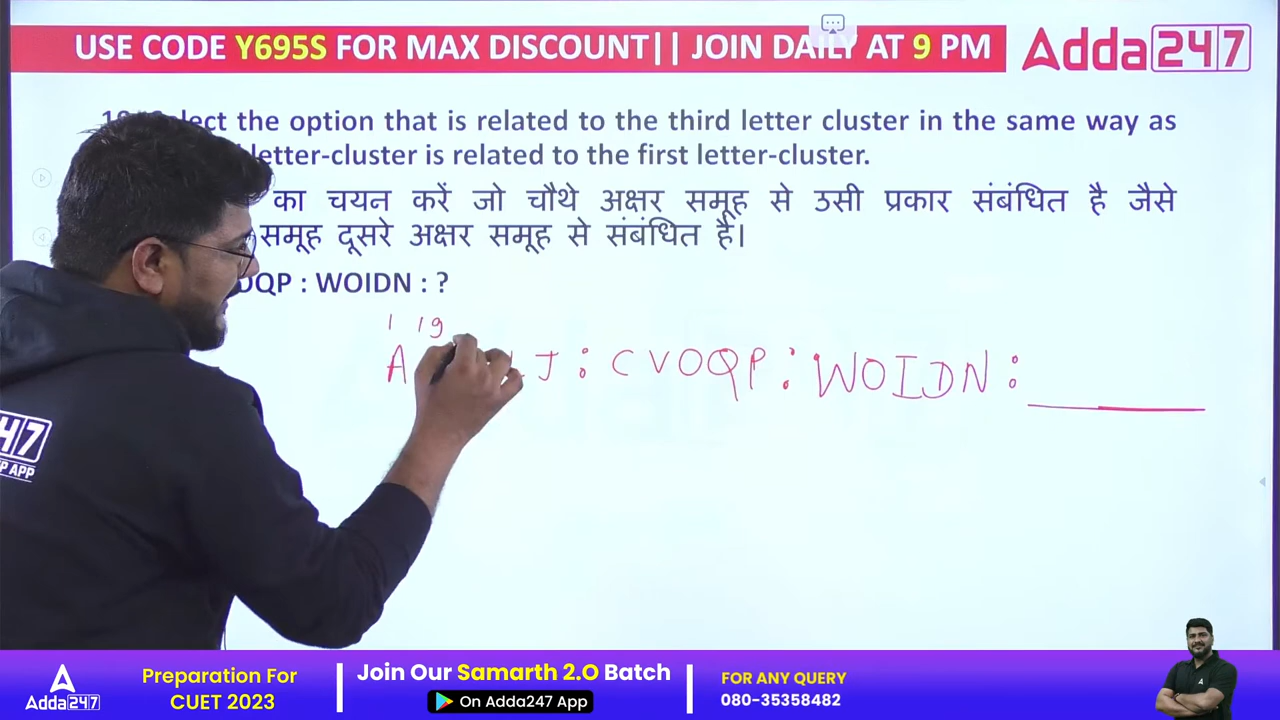 USE CODE Y695S FOR MAX DISCOUNT|| JOIN DAILY AT 9 PM
Adda247
the option that is related to the third letter cluster in the same way as
letter-cluster is related to the first letter-cluster.
का चयन करें जो चौथे अक्षर समूह से उसी प्रकार संबंधित है जैसे
समूह दूसरे अक्षर समूह से संबंधित है।
: WOIDN : ?
1 19
A J : CVOQP : WOIDN :
APP
Adda247
Preparation For
CUET 2023
Join Our Samarth 2.O Batch
On Adda247 App
FOR ANY QUERY
080-35358482